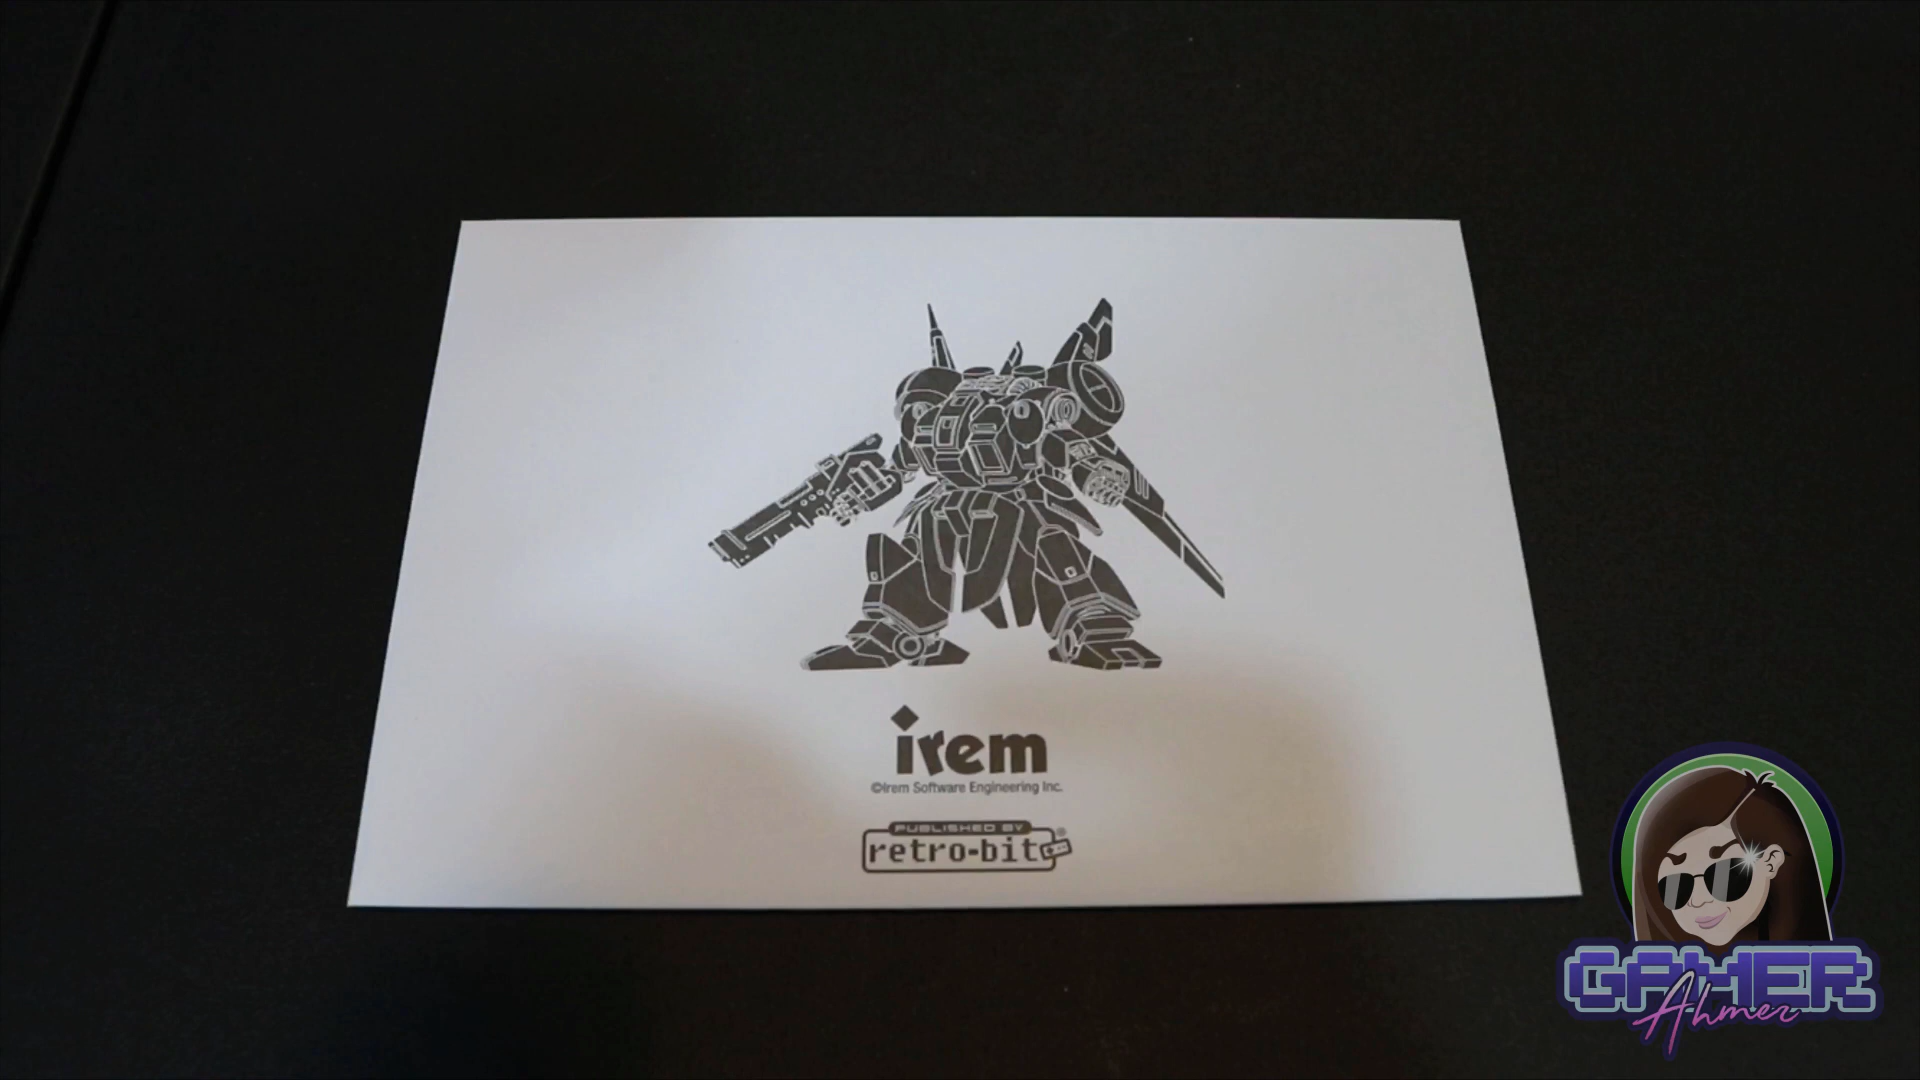 irem
©Irem Software Engineering Inc.
PUBLISHED BY
retro-bit®
GAMER
Ahmer